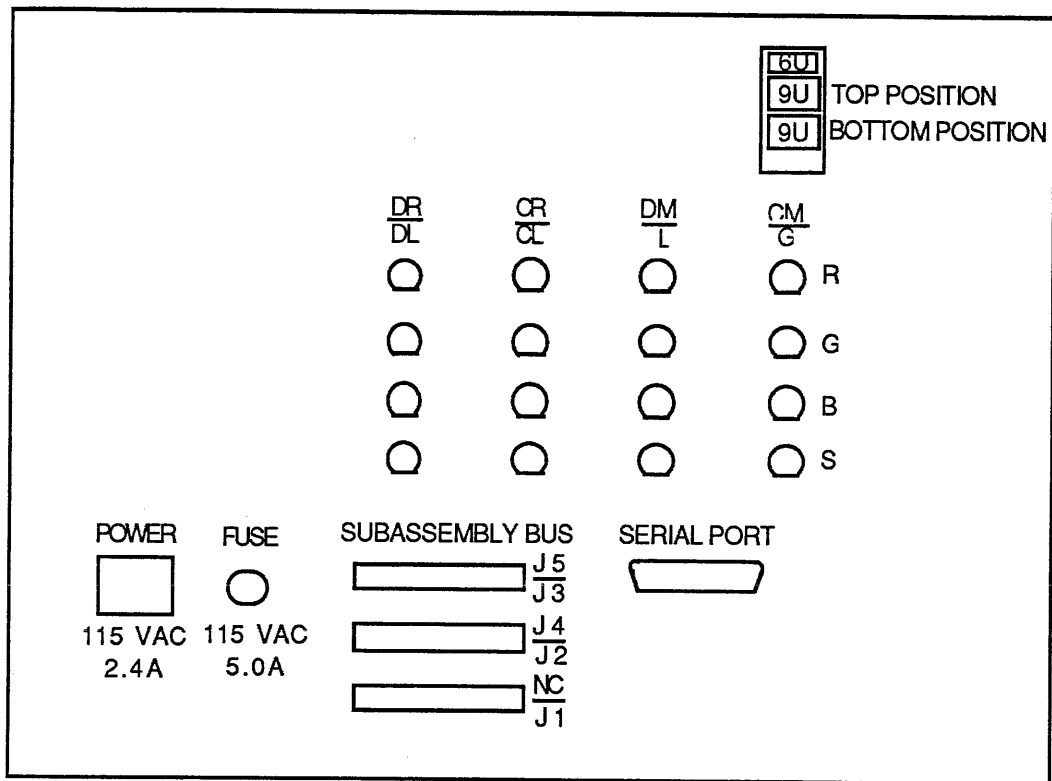 6U
9U TOP POSITION
9U BOTTOM POSITION
DR CR DM CM
DL CL L G
R
G
B
S
POWER FUSE SUBASSEMBLY BUS SERIAL PORT
J5
J3
115 VAC 115 VAC J4
2.4A 5.0A J2
NC
J1